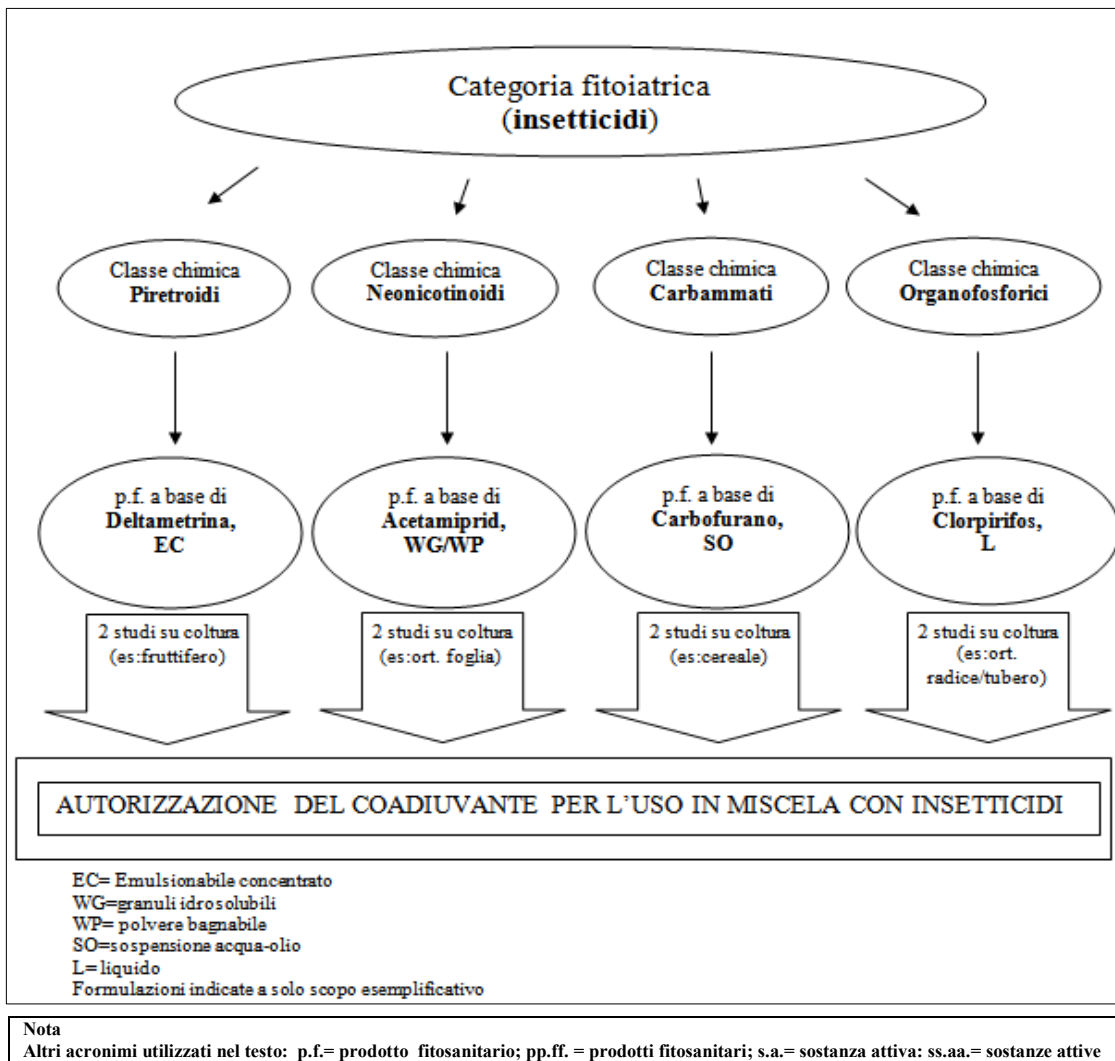 Categoria fitoiatrica
(insetticidi)
Classe chimica
Piretroidi
Classe chimica
Neonicotinoidi
Classe chimica
Carbammati
Classe chimica
Organofosforici
p.f. a base di
Deltametrina,
EC
p.f. a base di
Acetamiprid,
WG/WP
p.f. a base di
Carbofurano,
SO
p.f. a base di
Clorpirifos,
L
2 studi su coltura
(es:fruttifero)
2 studi su coltura
(es:ort. foglia)
2 studi su coltura
(es:cereale)
2 studi su coltura
(es:ort.
radice/tubero)
AUTORIZZAZIONE DEL COADIUVANTE PER L'USO IN MISCELA CON INSETTICIDI
EC= Emulsionabile concentrato
WG=granuli idrosolubili
WP= polvere bagnabile
SO=sospensione acqua-olio
L= liquido
Formulazioni indicate a solo scopo esemplificativo
Nota
Altri acronimi utilizzati nel testo: p.f.= prodotto fitosanitario; pp.ff. = prodotti fitosanitari; s.a.= sostanza attiva: ss.aa.= sostanze attive